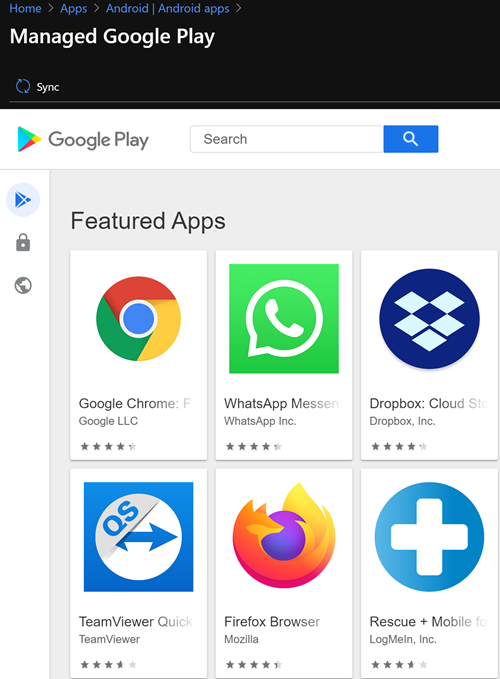 Home > Apps > Android | Android apps >
Managed Google Play
Sync
Google Play
Search
Featured Apps
Google Chrome: F
Google LLC
WhatsApp Messen
WhatsApp Inc.
Dropbox: Cloud Sto
Dropbox, Inc.
QS
TeamViewer Quick
TeamViewer
Firefox Browser
Mozilla
Rescue + Mobile fo
LogMeIn, Inc.